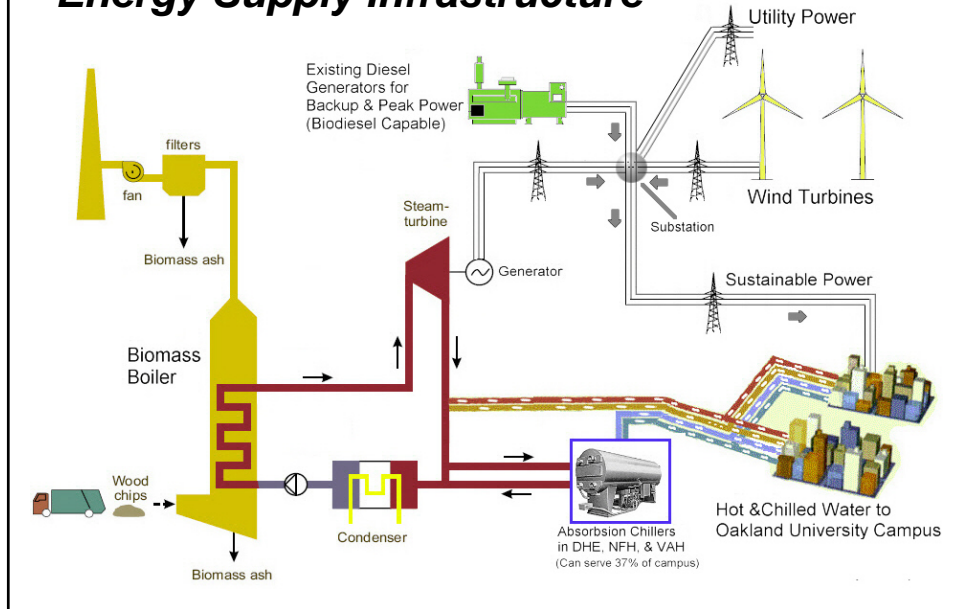 Energy Supply Infrastructure
Utility Power
Existing Diesel
Generators for
Backup & Peak Power
(Biodiesel Capable)
filters
fan
Wind Turbines
Steam-
turbine
Substation
Biomass ash
Generator
Sustainable Power
Biomass
Boiler
Wood
chips
Condenser
Absorbsion Chillers
in DHE, NFH, & VAH
(Can serve 37% of campus)
Hot &Chilled Water to
Oakland University Campus
Biomass ash